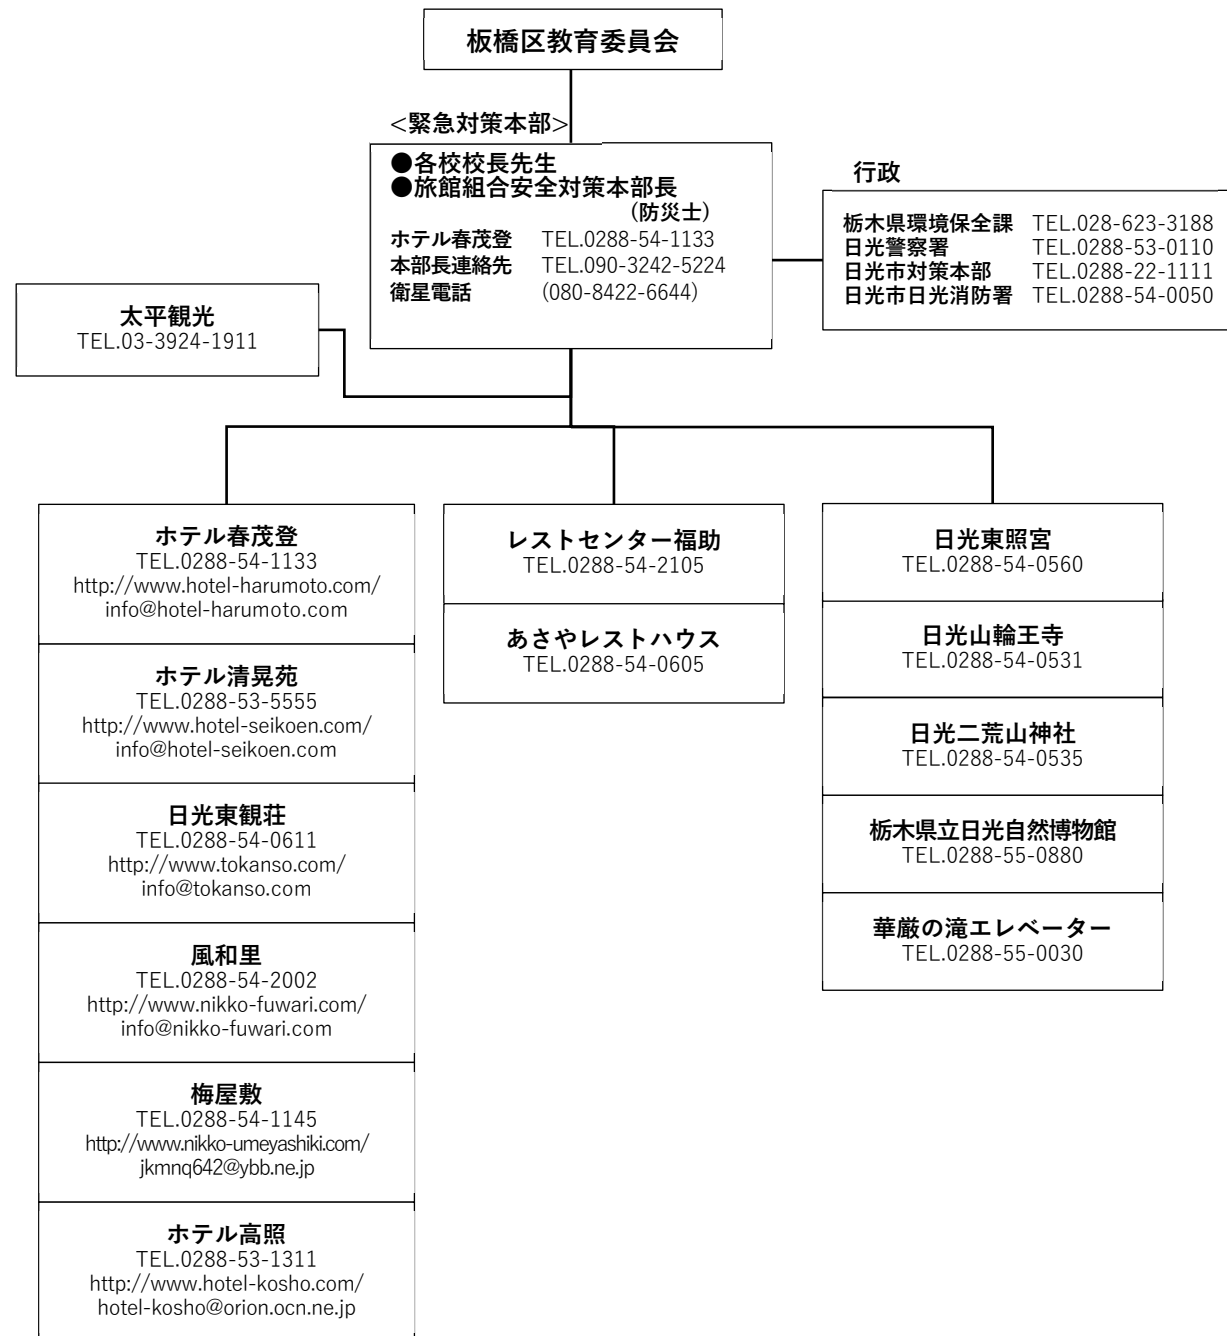 板橋区教育委員会
<緊急対策本部>
●各校校長先生
●旅館組合安全対策本部長
(防災士)
ホテル春茂登 TEL.0288-54-1133
本部長連絡先 TEL.090-3242-5224
衛星電話 (080-8422-6644)
行政
栃木県環境保全課 TEL.028-623-3188
日光警察署 TEL.0288-53-0110
日光市対策本部 TEL.0288-22-1111
日光市日光消防署 TEL.0288-54-0050
太平観光
TEL.03-3924-1911
ホテル春茂登
TEL.0288-54-1133
http://www.hotel-harumoto.com/
info@hotel-harumoto.com
ホテル清晃苑
TEL.0288-53-5555
http://www.hotel-seikoen.com/
info@hotel-seikoen.com
日光東観荘
TEL.0288-54-0611
http://www.tokanso.com/
info@tokanso.com
風和里
TEL.0288-54-2002
http://www.nikko-fuwari.com/
info@nikko-fuwari.com
梅屋敷
TEL.0288-54-1145
http://www.nikko-umeyashiki.com/
jkmnq642@ybb.ne.jp
ホテル高照
TEL.0288-53-1311
http://www.hotel-kosho.com/
hotel-kosho@orion.ocn.ne.jp
レストセンター福助
TEL.0288-54-2105
あさやレストハウス
TEL.0288-54-0605
日光東照宮
TEL.0288-54-0560
日光山輪王寺
TEL.0288-54-0531
日光二荒山神社
TEL.0288-54-0535
栃木県立日光自然博物館
TEL.0288-55-0880
華厳の滝エレベーター
TEL.0288-55-0030